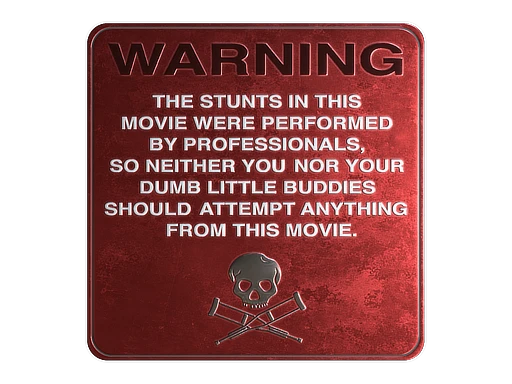 WARNING
THE STUNTS IN THIS
MOVIE WERE PERFORMED
BY PROFESSIONALS,
SO NEITHER YOU NOR YOUR
DUMB LITTLE BUDDIES
SHOULD ATTEMPT ANYTHING
FROM THIS MOVIE.